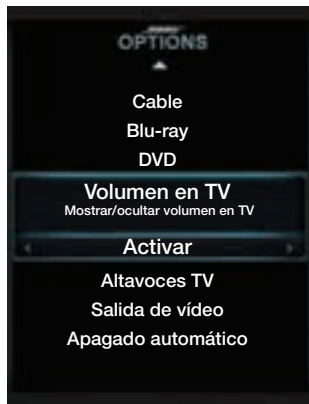 OPTIONS
Cable
Blu-ray
DVD
Volumen en TV
Mostrar/ocultar volumen en TV
Activar
Altavoces TV
Salida de vídeo
Apagado automático